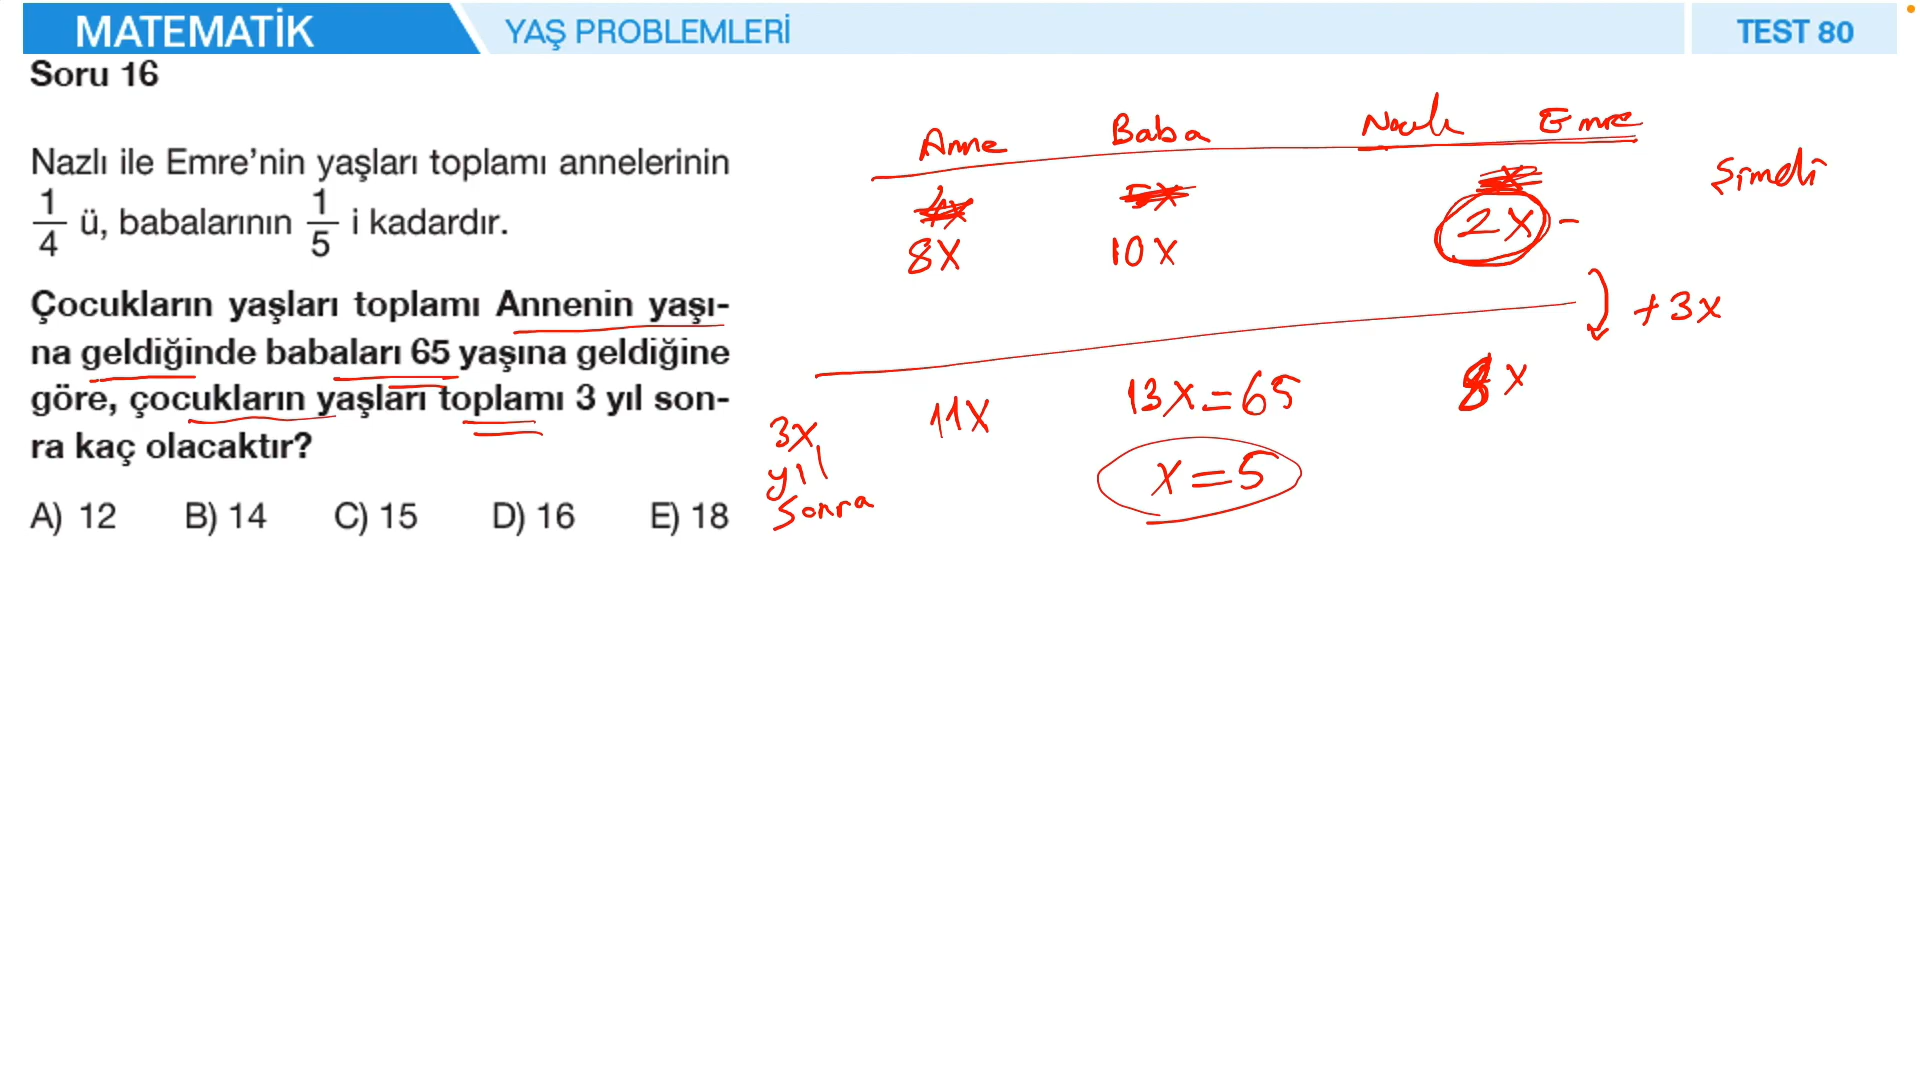 MATEMATİK
YAŞ PROBLEMLERİ
TEST 80
Soru 16
Nazlı ile Emre'nin yaşları toplamı annelerinin
1/4 ü, babalarının 1/5 i kadardır.
Çocukların yaşları toplamı Annenin yaşı-
na geldiğinde babaları 65 yaşına geldiğine
göre, çocukların yaşları toplamı 3 yıl son-
ra kaç olacaktır?
A) 12 B) 14 C) 15 D) 16 E) 18
Anne Baba Nazlı Emre
Şimdi
4x 5x x
8x 10x 2x -
+3x
3x yıl sonra
11x 13x = 65 8x
x = 5